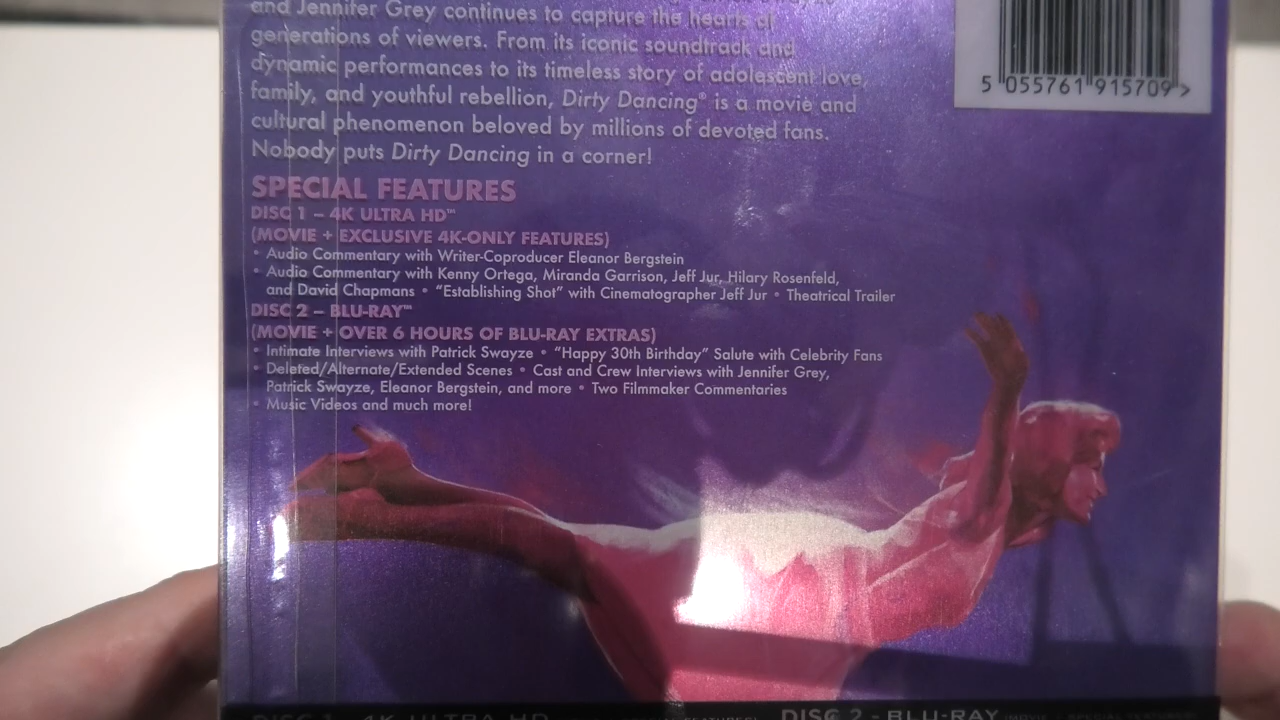 and Jennifer Grey continues to capture the hearts of
generations of viewers. From its iconic soundtrack and
dynamic performances to its timeless story of adolescent love,
family, and youthful rebellion, Dirty Dancing® is a movie and
cultural phenomenon beloved by millions of devoted fans.
Nobody puts Dirty Dancing in a corner!
5 055761 915709 >
SPECIAL FEATURES
DISC 1 – 4K ULTRA HD™
(MOVIE + EXCLUSIVE 4K-ONLY FEATURES)
• Audio Commentary with Writer-Coproducer Eleanor Bergstein
• Audio Commentary with Kenny Ortega, Miranda Garrison, Jeff Jur, Hilary Rosenfeld,
and David Chapmans • “Establishing Shot” with Cinematographer Jeff Jur • Theatrical Trailer
DISC 2 – BLU-RAY™
(MOVIE + OVER 6 HOURS OF BLU-RAY EXTRAS)
• Intimate Interviews with Patrick Swayze • “Happy 30th Birthday” Salute with Celebrity Fans
• Deleted/Alternate/Extended Scenes • Cast and Crew Interviews with Jennifer Grey,
Patrick Swayze, Eleanor Bergstein, and more • Two Filmmaker Commentaries
• Music Videos and much more!
DISC 1 - 4K ULTRA HD DISC 2 - BLU-RAY